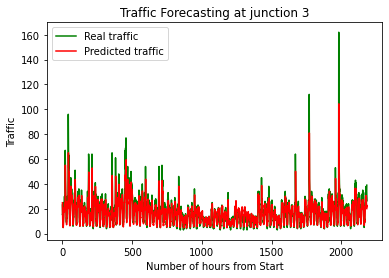 Traffic Forecasting at junction 3
Real traffic
Predicted traffic
160
140
120
100
80
60
40
20
0
Traffic
0
500
1000
1500
2000
Number of hours from Start